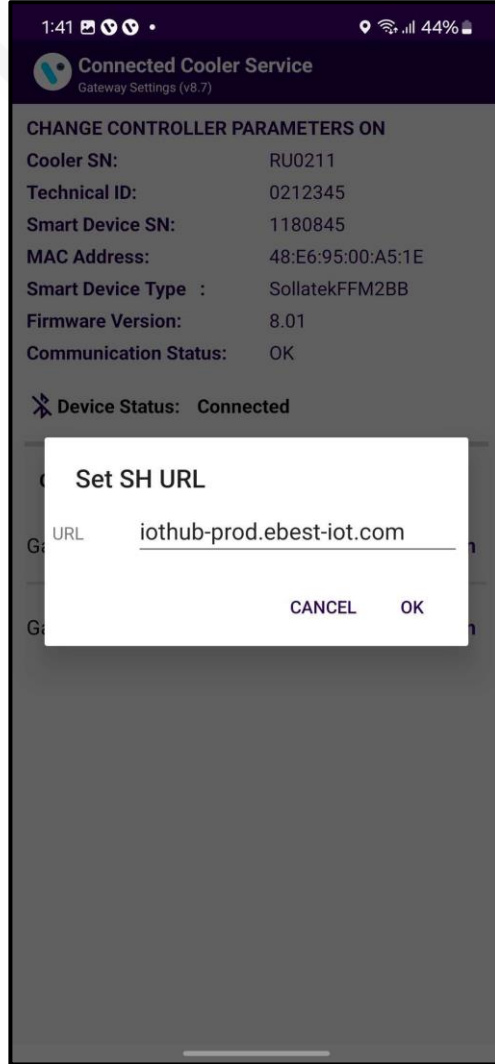 1:41 44%
Connected Cooler Service
Gateway Settings (v8.7)
CHANGE CONTROLLER PARAMETERS ON
Cooler SN: RU0211
Technical ID: 0212345
Smart Device SN: 1180845
MAC Address: 48:E6:95:00:A5:1E
Smart Device Type : SollatekFFM2BB
Firmware Version: 8.01
Communication Status: OK
Device Status: Connected
Set SH URL
URL iothub-prod.ebest-iot.com
CANCEL OK